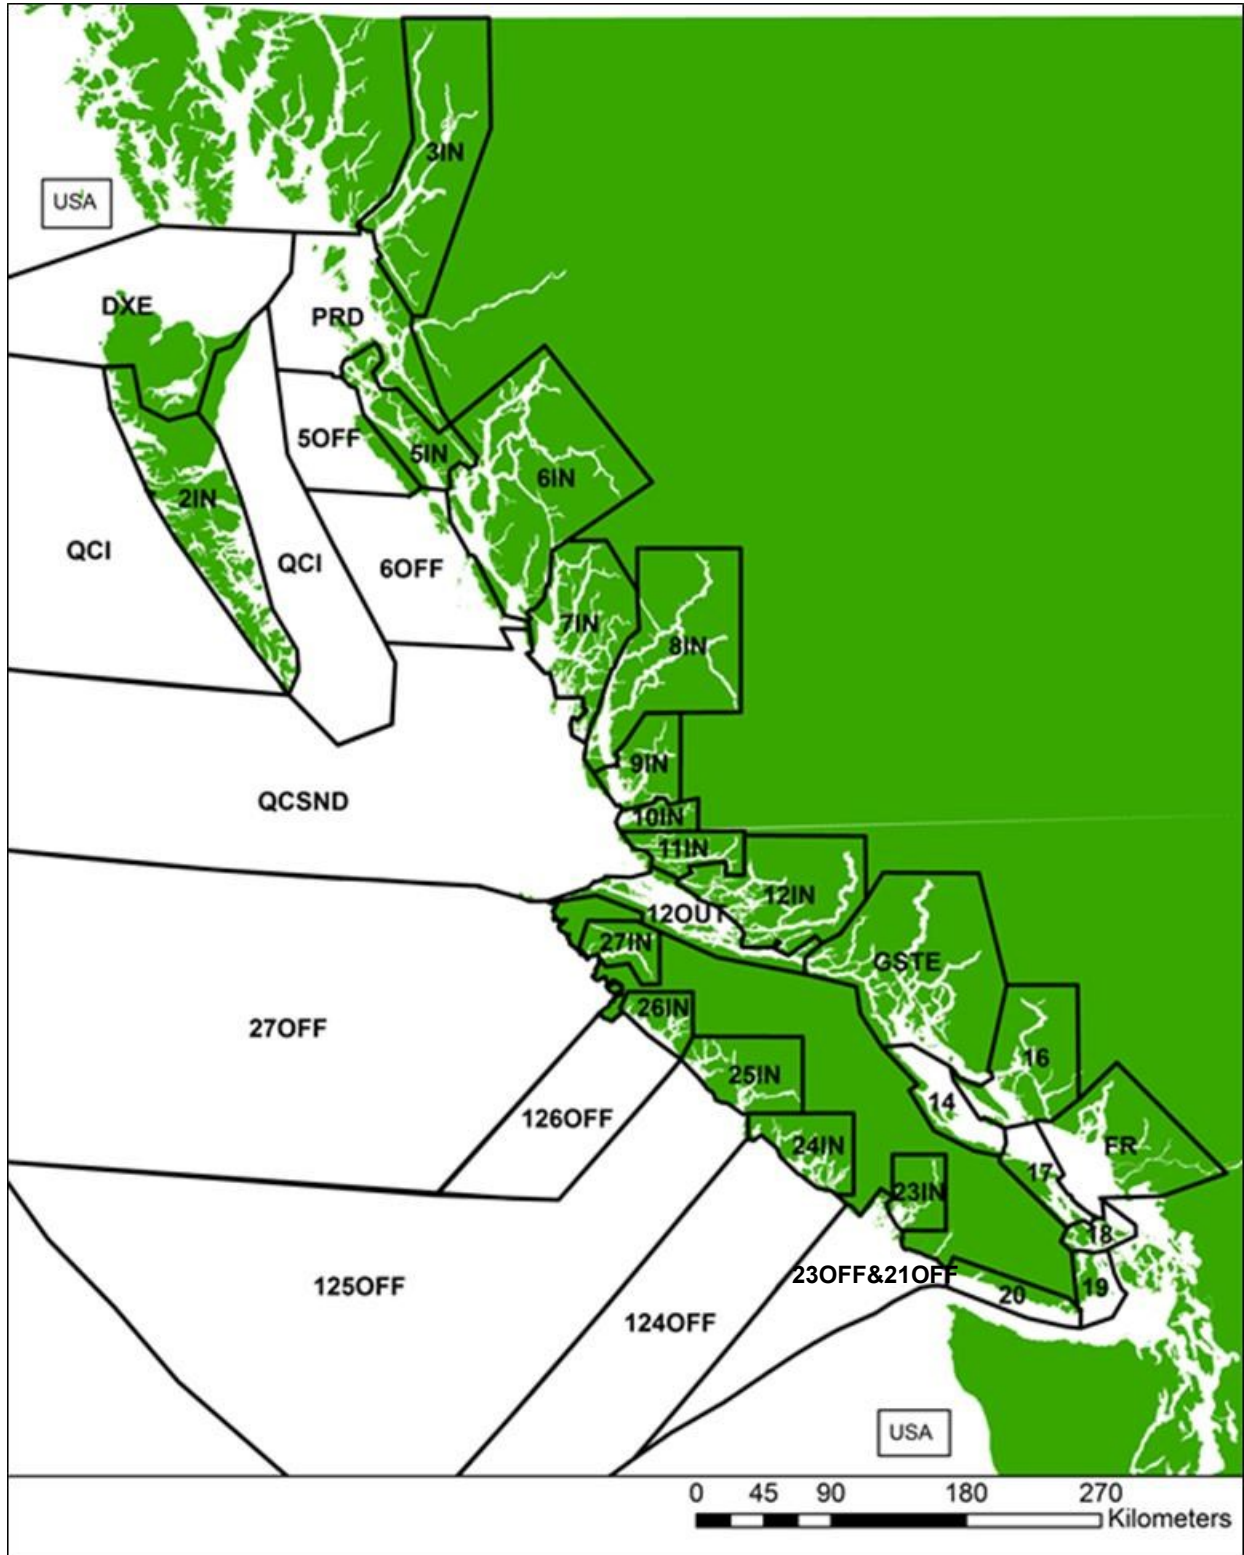 3IN
USA
DXE
PRD
5OFF
5IN
6IN
2IN
QCI
QCI
6OFF
7IN
8IN
9IN
QCSND
10IN
11IN
12IN
12OUT
27IN
GSTE
26IN
27OFF
16
25IN
14
126OFF
24IN
FR
17
23IN
18
23OFF&21OFF
125OFF
20
19
124OFF
USA
0 45 90 180 270
Kilometers